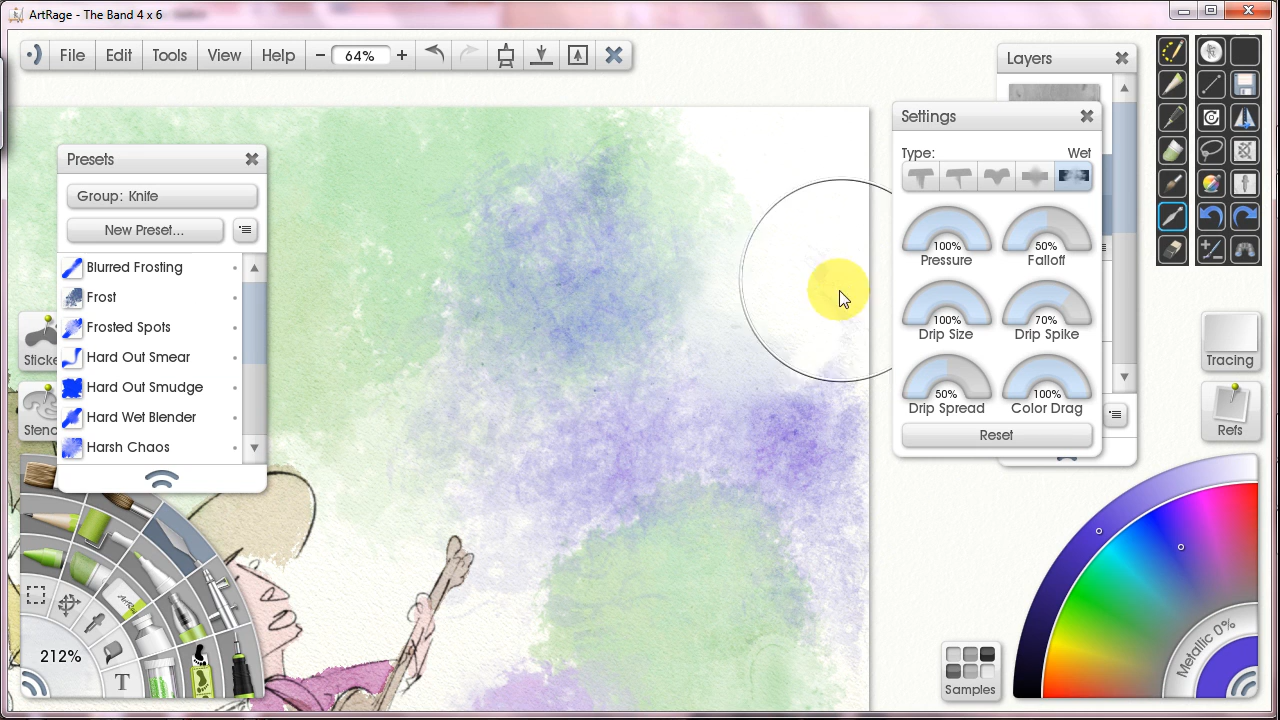 ArtRage - The Band 4 x 6
File Edit Tools View Help − 64% +
Layers
Settings
Type: Wet
100% 50%
Pressure Falloff
100% 70%
Drip Size Drip Spike
50% 100%
Drip Spread Color Drag
Reset
Presets
Group: Knife
New Preset...
Blurred Frosting
Frost
Frosted Spots
Hard Out Smear
Hard Out Smudge
Hard Wet Blender
Harsh Chaos
Sticke
Stenc
212%
T
Tracing
Refs
Samples
Metallic 0%